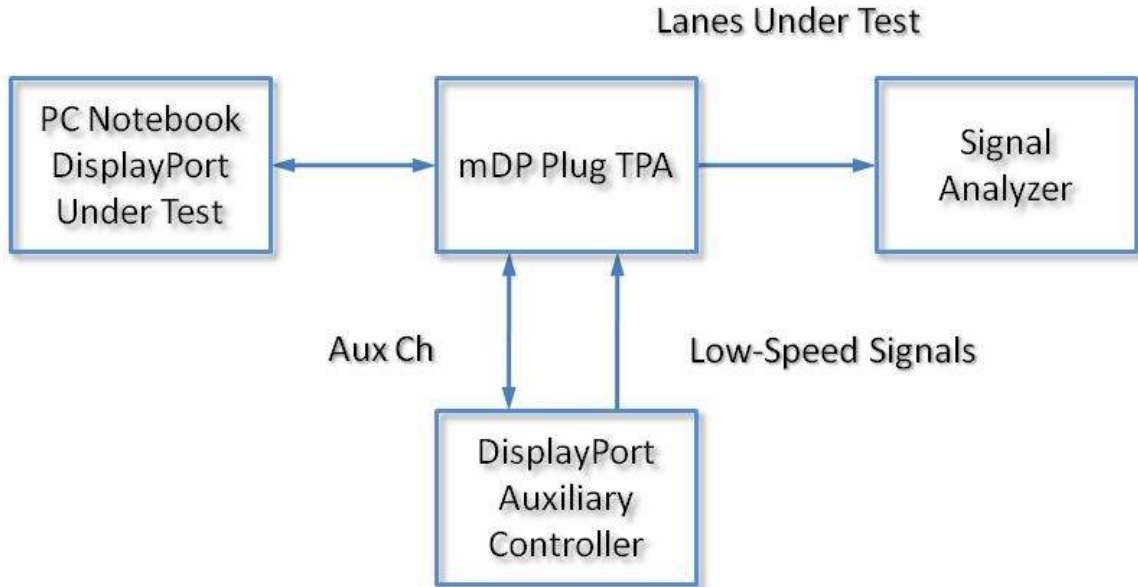 Lanes Under Test
PC Notebook
DisplayPort
Under Test
mDP Plug TPA
Signal
Analyzer
Aux Ch
Low-Speed Signals
DisplayPort
Auxiliary
Controller